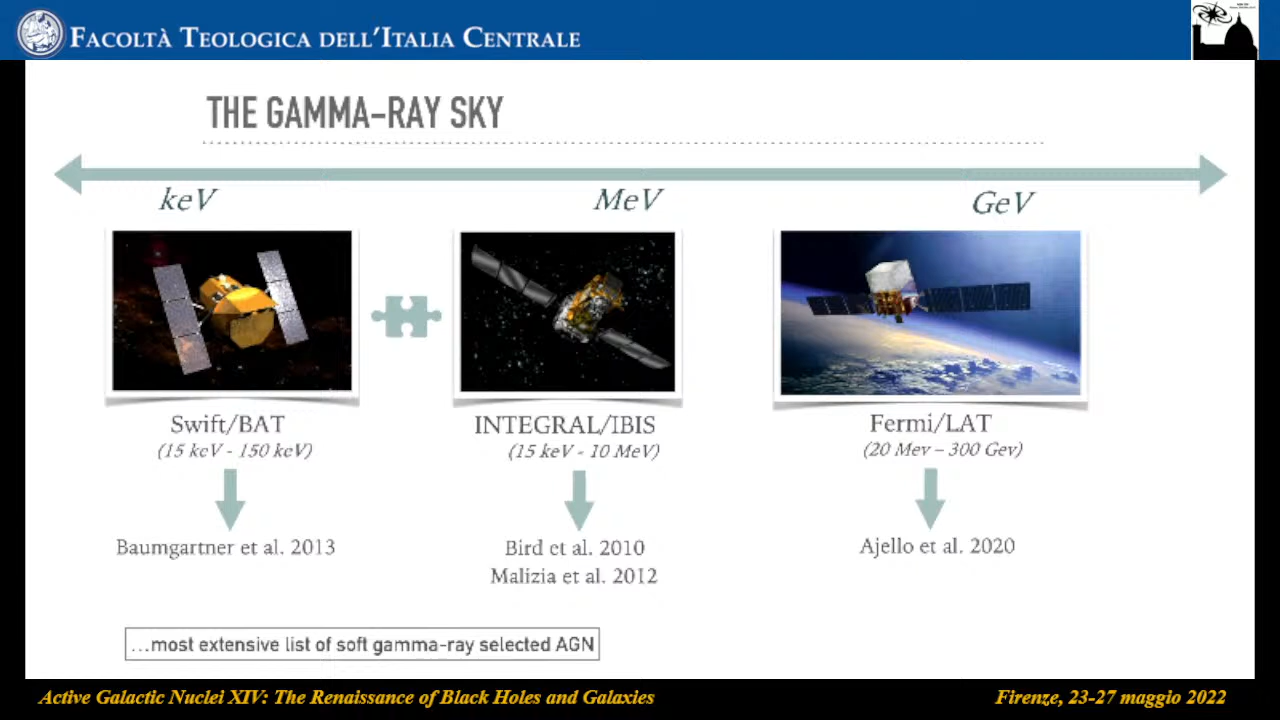 FACOLTÀ TEOLOGICA DELL'ITALIA CENTRALE
THE GAMMA-RAY SKY
keV
MeV
GeV
Swift/BAT
(15 keV - 150 keV)
INTEGRAL/IBIS
(15 keV - 10 MeV)
Fermi/LAT
(20 Mev – 300 Gev)
Baumgartner et al. 2013
Bird et al. 2010
Malizia et al. 2012
Ajello et al. 2020
...most extensive list of soft gamma-ray selected AGN
Active Galactic Nuclei XIV: The Renaissance of Black Holes and Galaxies
Firenze, 23-27 maggio 2022